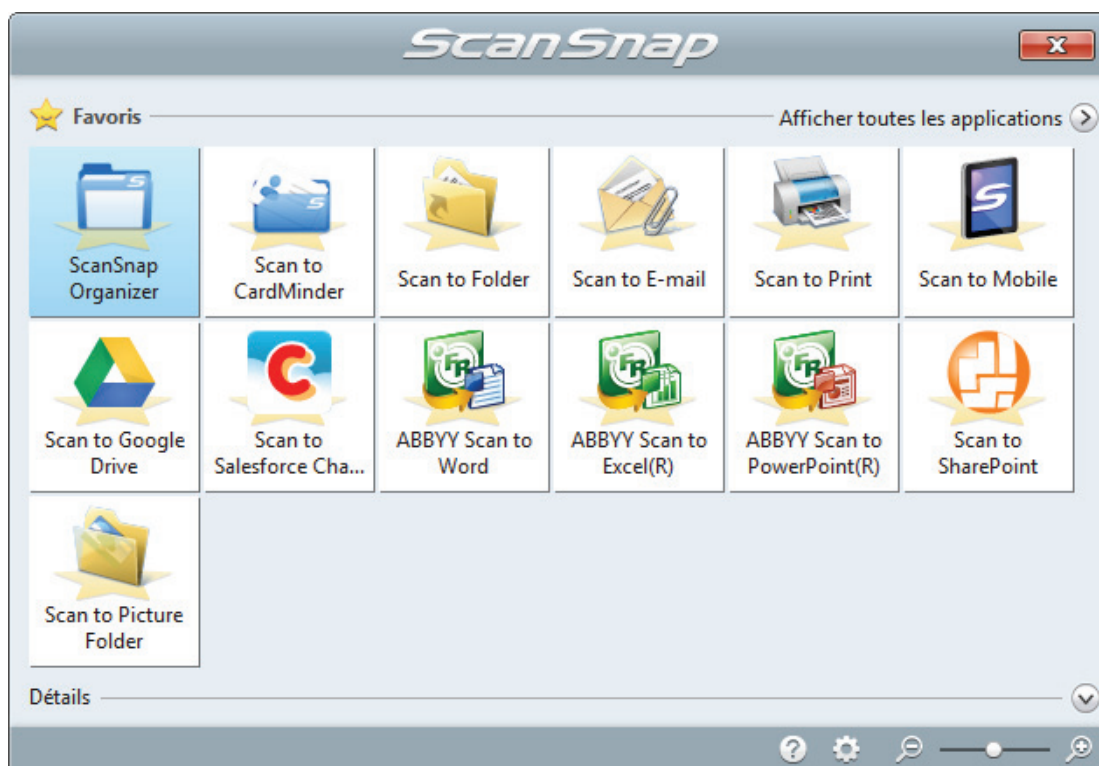 ScanSnap
Favoris
Afficher toutes les applications
ScanSnap
Organizer
Scan to
CardMinder
Scan to Folder
Scan to E-mail
Scan to Print
Scan to Mobile
Scan to Google
Drive
Scan to
Salesforce Cha...
ABBYY Scan to
Word
ABBYY Scan to
Excel(R)
ABBYY Scan to
PowerPoint(R)
Scan to
SharePoint
Scan to Picture
Folder
Détails